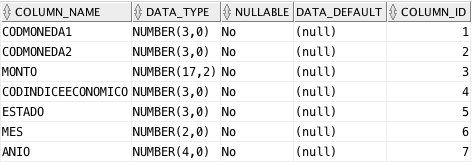 COLUMN_NAME DATA_TYPE NULLABLE DATA_DEFAULT COLUMN_ID
CODMONEDA1 NUMBER(3,0) No (null) 1
CODMONEDA2 NUMBER(3,0) No (null) 2
MONTO NUMBER(17,2) No (null) 3
CODINDICEECONOMICO NUMBER(3,0) No (null) 4
ESTADO NUMBER(3,0) No (null) 5
MES NUMBER(2,0) No (null) 6
ANIO NUMBER(4,0) No (null) 7